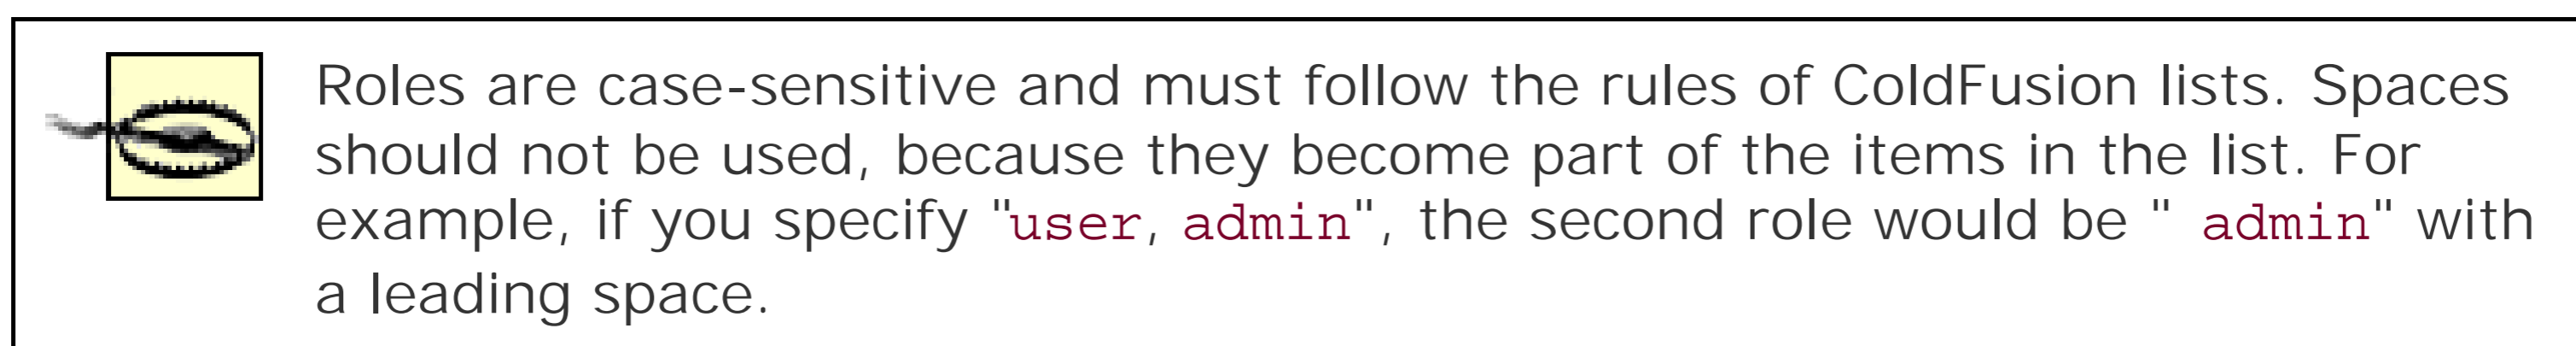 Roles are case-sensitive and must follow the rules of ColdFusion lists. Spaces
should not be used, because they become part of the items in the list. For
example, if you specify "user, admin", the second role would be " admin" with
a leading space.